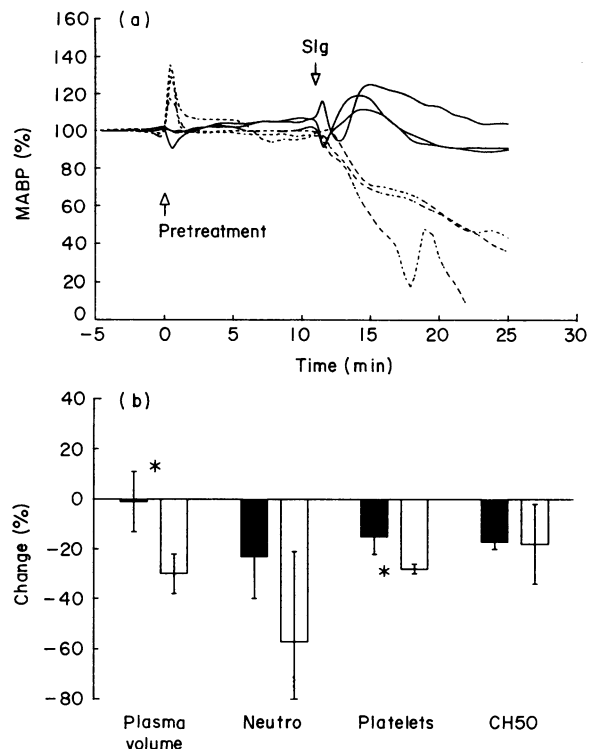 (a)
160
140
120
100
80
60
40
20
0
MABP (%)
SIg
Pretreatment
-5 0 5 10 15 20 25 30
Time (min)
(b)
40
20
0
-20
-40
-60
-80
Change (%)
*
*
Plasma volume
Neutro
Platelets
CH50